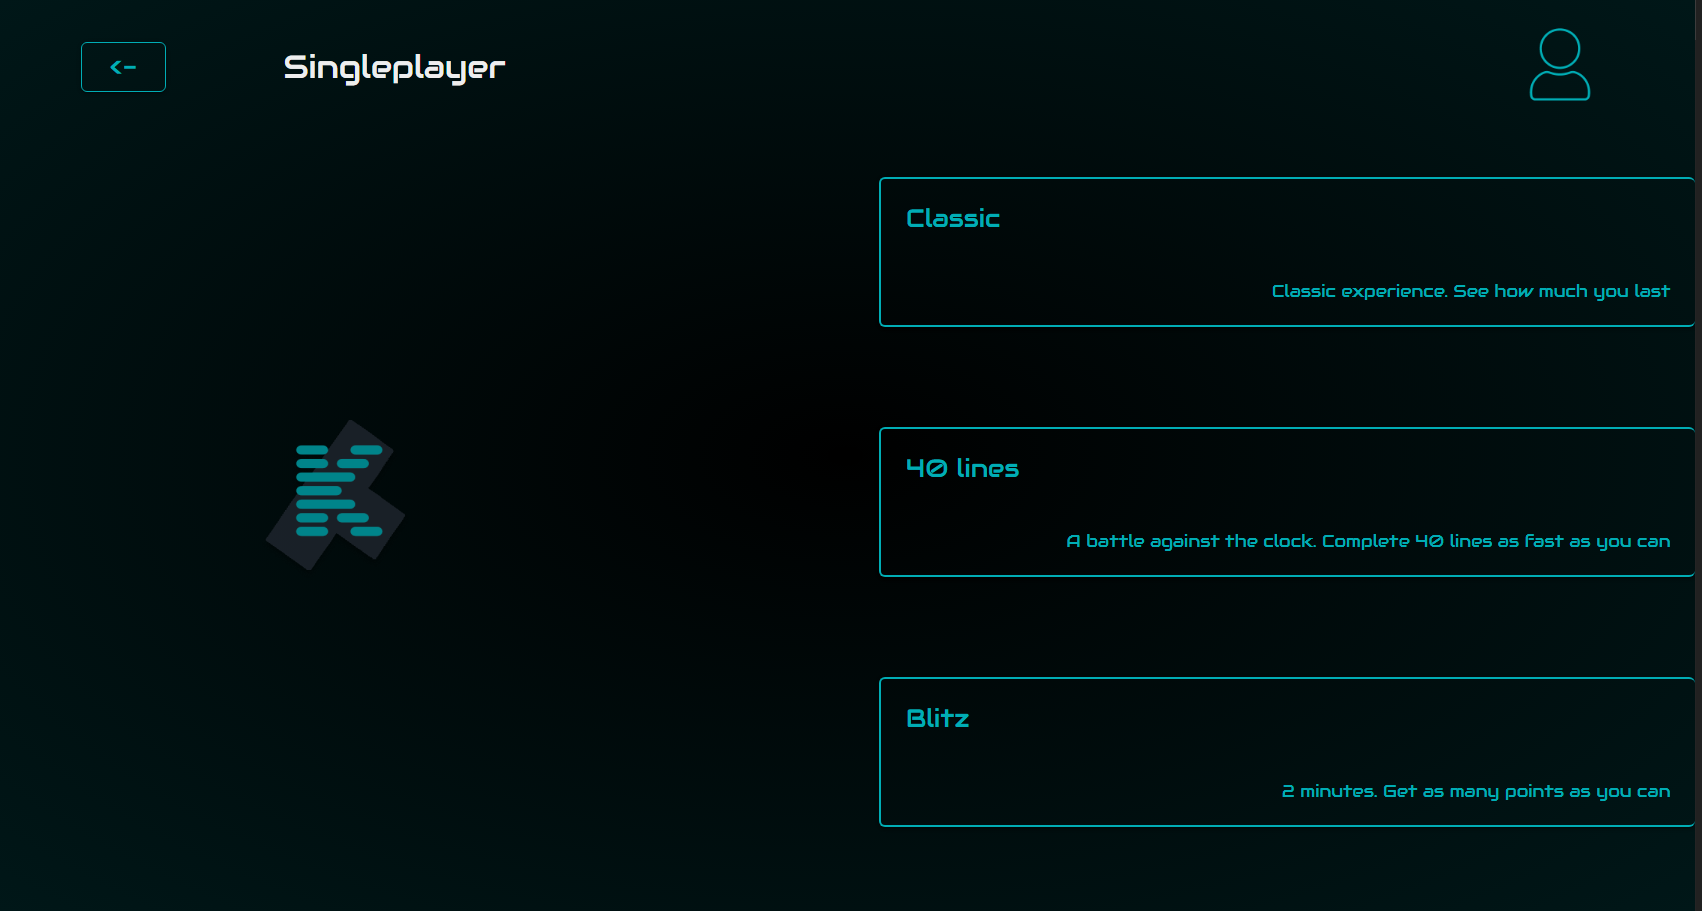 <-
Singleplayer
Classic
Classic experience. See how much you last
40 lines
A battle against the clock. Complete 40 lines as fast as you can
Blitz
2 minutes. Get as many points as you can